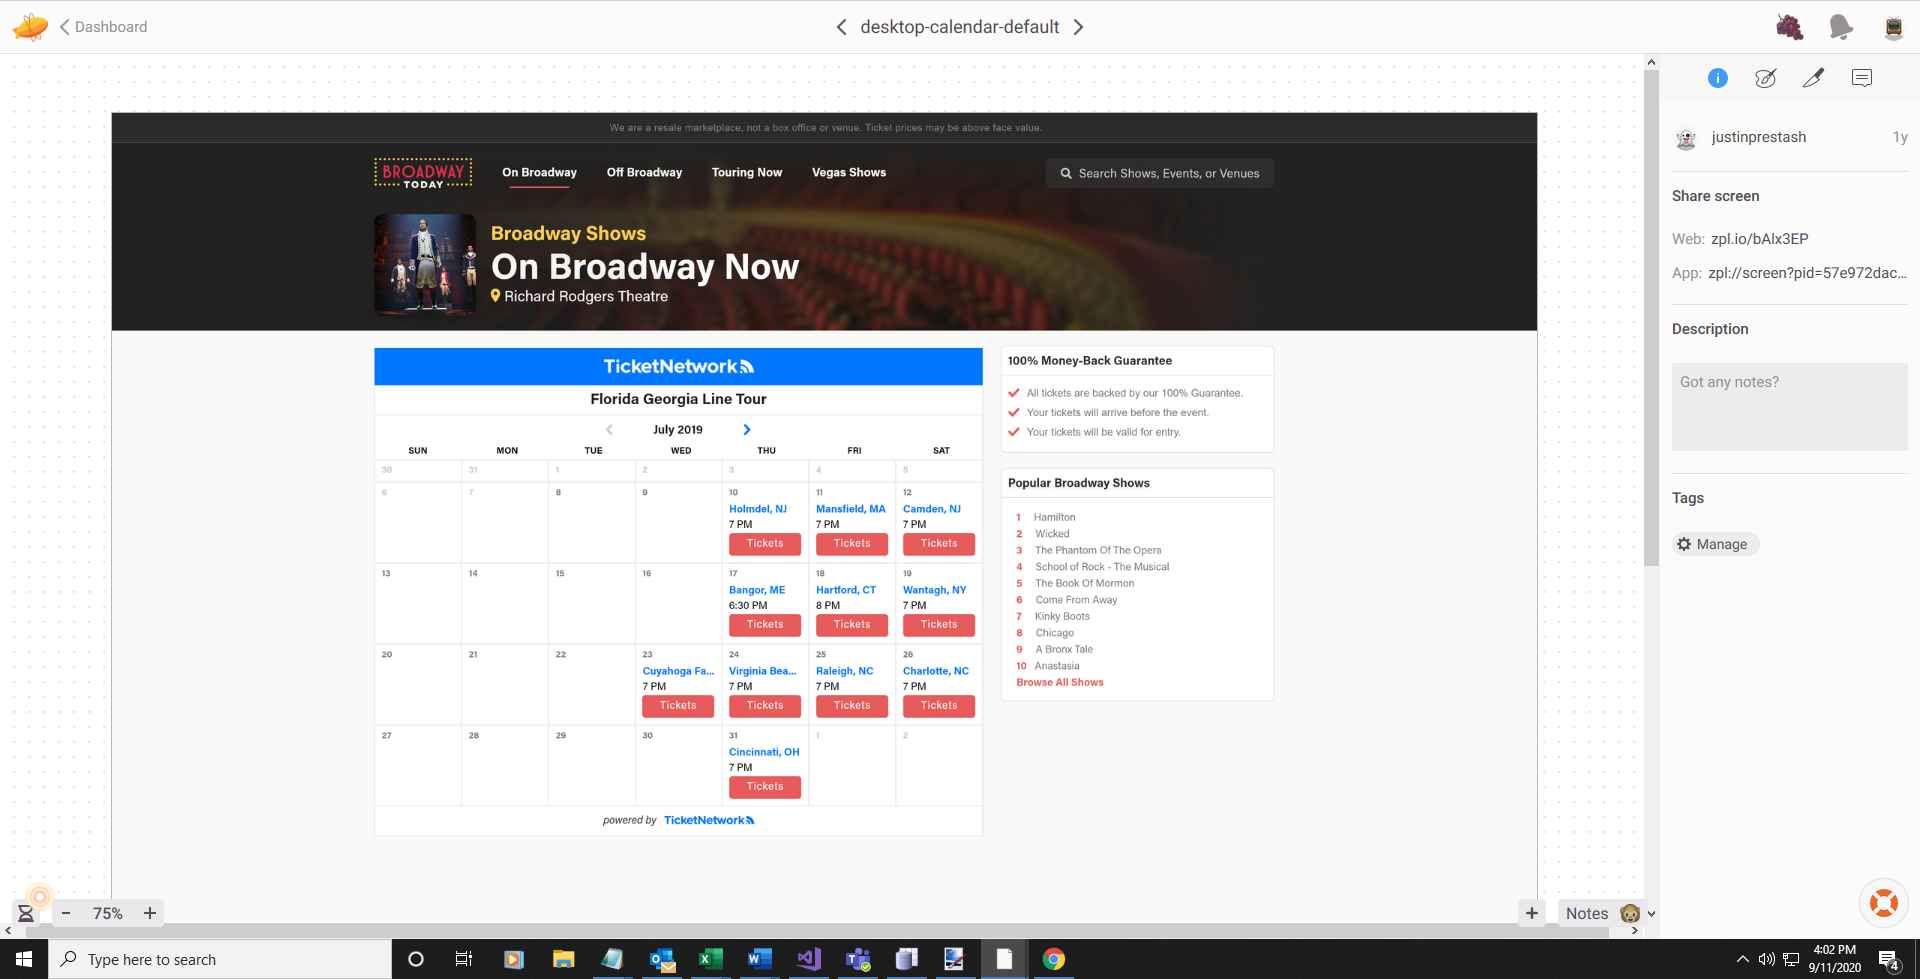 Dashboard
desktop-calendar-default
We are a resale marketplace, not a box office or venue. Ticket prices may be above face value.
BROADWAY
TODAY
On Broadway Off Broadway Touring Now Vegas Shows
Search Shows, Events, or Venues
Broadway Shows
On Broadway Now
Richard Rodgers Theatre
TicketNetwork
Florida Georgia Line Tour
July 2019
SUN MON TUE WED THU FRI SAT
30 31 1 2 3 4 5
6 7 8 9 10 11 12
Holmdel, NJ Mansfield, MA Camden, NJ
7 PM 7 PM 7 PM
Tickets Tickets Tickets
13 14 15 16 17 18 19
Bangor, ME Hartford, CT Wantagh, NY
6:30 PM 8 PM 7 PM
Tickets Tickets Tickets
20 21 22 23 24 25 26
Cuyahoga Fa... Virginia Bea... Raleigh, NC Charlotte, NC
7 PM 7 PM 7 PM 7 PM
Tickets Tickets Tickets Tickets
27 28 29 30 31 1 2
Cincinnati, OH
7 PM
Tickets
powered by TicketNetwork
100% Money-Back Guarantee
All tickets are backed by our 100% Guarantee.
Your tickets will arrive before the event.
Your tickets will be valid for entry.
Popular Broadway Shows
1 Hamilton
2 Wicked
3 The Phantom Of The Opera
4 School of Rock - The Musical
5 The Book Of Mormon
6 Come From Away
7 Kinky Boots
8 Chicago
9 A Bronx Tale
10 Anastasia
Browse All Shows
justinprestash 1y
Share screen
Web: zpl.io/bAlx3EP
App: zpl://screen?pid=57e972dac...
Description
Got any notes?
Tags
Manage
- 75% +
+ Notes
Type here to search
4:02 PM
9/11/2020
4